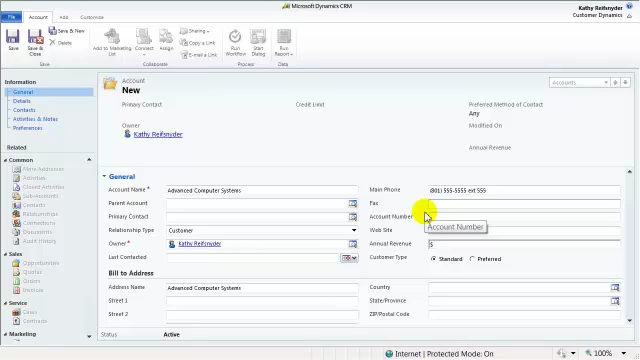 Microsoft Dynamics CRM
Kathy Reifsnyder
Customer Dynamics
File Account Add Customize
Save
Save & Close
Save & New
Delete
Save
Add to Marketing List
Connect
Assign
Sharing
Copy a Link
E-mail a Link
Collaborate
Run Workflow
Start Dialog
Process
Run Report
Data
Information
General
Details
Contacts
Activities & Notes
Preferences
Related
Common
More Addresses
Activities
Closed Activities
Sub-Accounts
Contacts
Relationships
Connections
Documents
Audit History
Sales
Opportunities
Quotes
Orders
Invoices
Service
Cases
Contracts
Marketing
Account
New
Accounts
Primary Contact
Credit Limit
Preferred Method of Contact
Any
Owner
Kathy Reifsnyder
Modified On
Annual Revenue
General
Account Name * Advanced Computer Systems
Main Phone (801) 555-5555 ext 555
Parent Account
Fax
Primary Contact
Account Number
Account Number
Relationship Type Customer
Web Site
Owner * Kathy Reifsnyder
Annual Revenue $
Last Contacted
Customer Type Standard Preferred
Bill to Address
Address Name Advanced Computer Systems
Country
Street 1
State/Province
Street 2
ZIP/Postal Code
Status Active
Internet | Protected Mode: On
100%